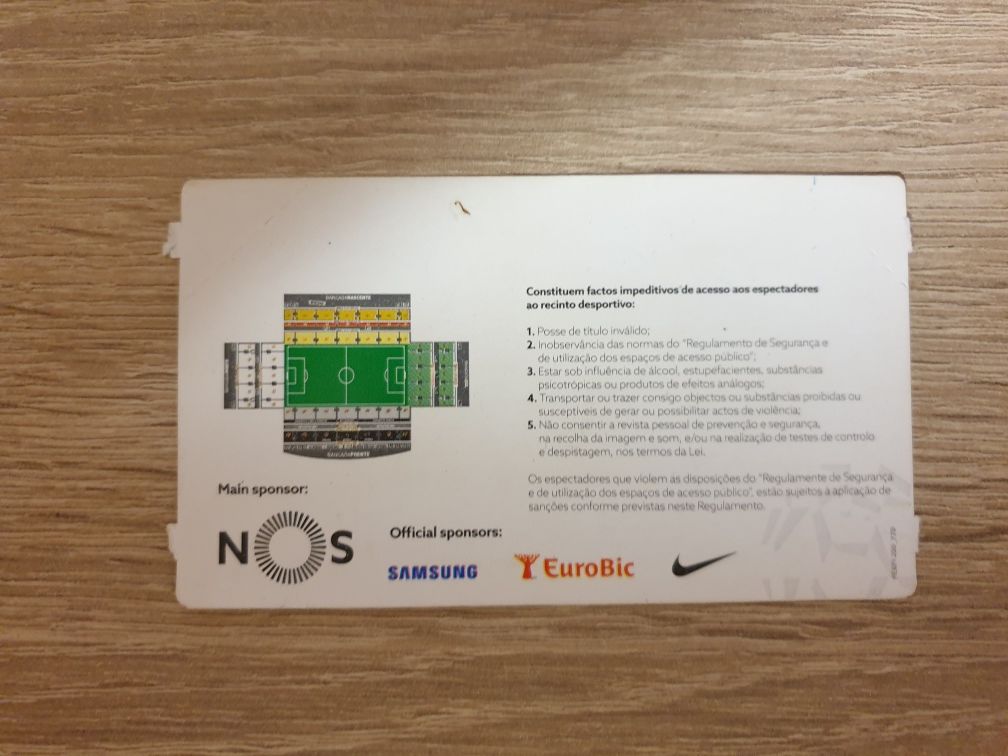 BANCADA NASCENTE
BANCADA POENTE
Main sponsor:
NOS
Official sponsors:
SAMSUNG
EuroBic
Constituem factos impeditivos de acesso aos espectadores
ao recinto desportivo:
1. Posse de título inválido;
2. Inobservância das normas do "Regulamento de Segurança e
de utilização dos espaços de acesso público";
3. Estar sob influência de álcool, estupefacientes, substâncias
psicotrópicas ou produtos de efeitos análogos;
4. Transportar ou trazer consigo objectos ou substâncias proibidas ou
susceptíveis de gerar ou possibilitar actos de violência;
5. Não consentir a revista pessoal de prevenção e segurança,
na recolha da imagem e som, e/ou na realização de testes de controlo
e despistagem, nos termos da Lei.
Os espectadores que violem as disposições do "Regulamente de Segurança
e de utilização dos espaços de acesso público", estão sujeitos à aplicação de
sanções conforme previstas neste Regulamento.